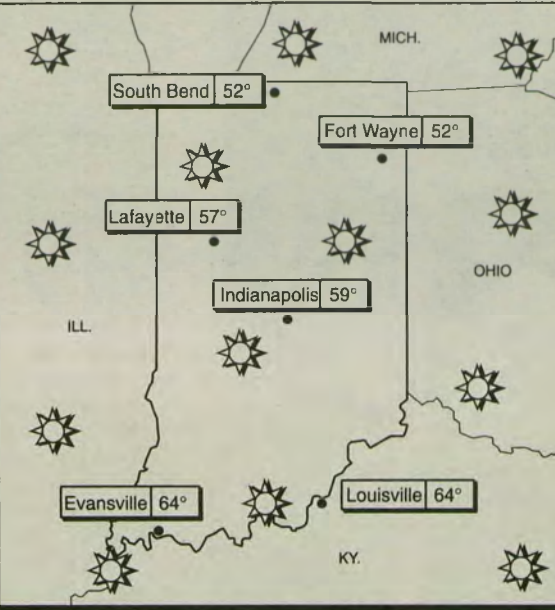 MICH.
South Bend 52°
Fort Wayne 52°
Lafayette 57°
OHIO
Indianapolis 59°
ILL.
Evansville 64°
Louisville 64°
KY.